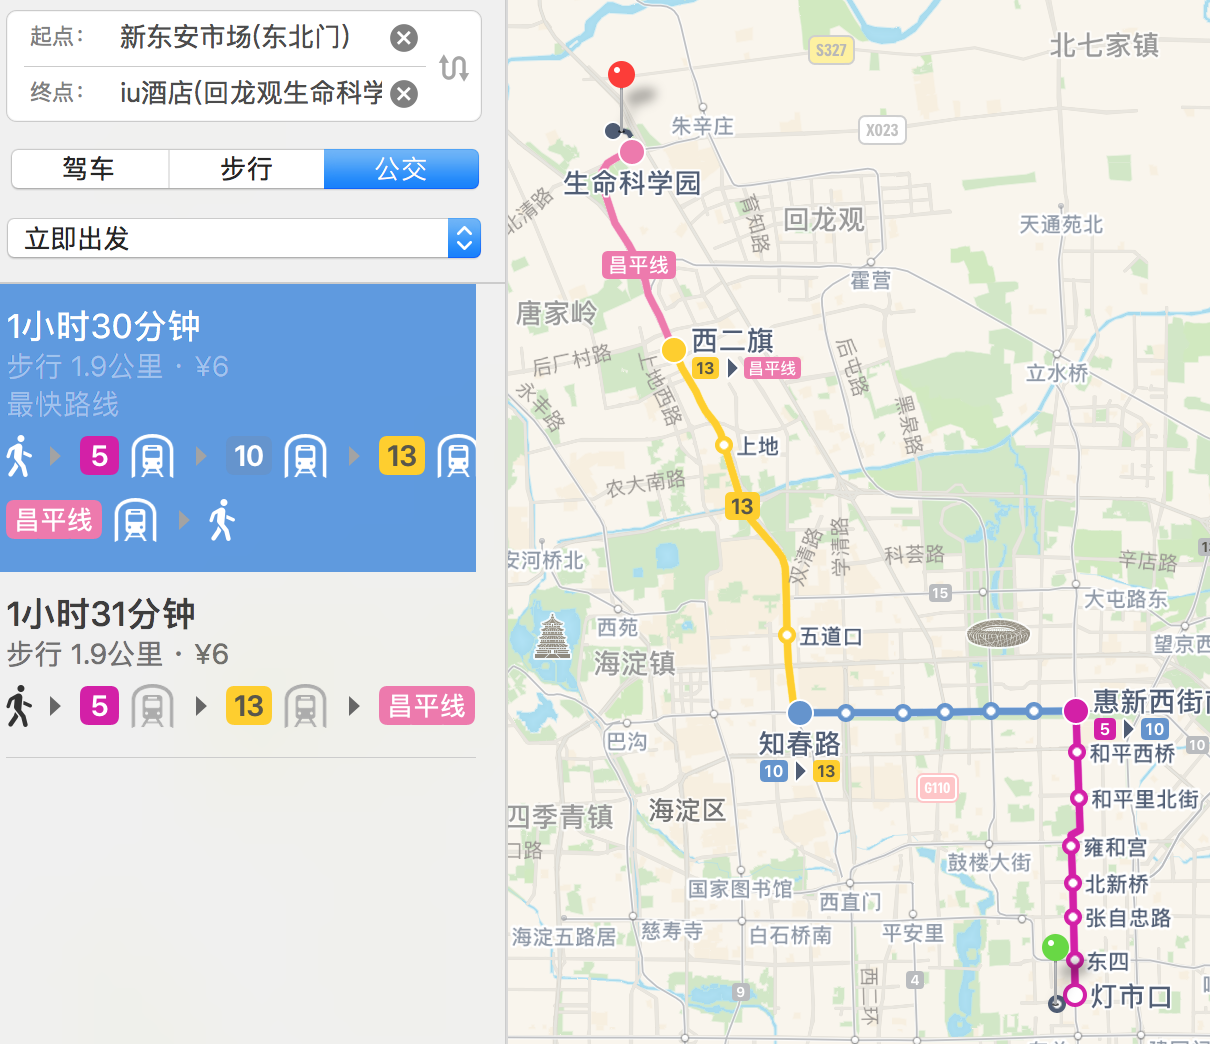 起点：
新东安市场(东北门)
终点：
iu酒店(回龙观生命科学
驾车
步行
公交
立即出发
1小时30分钟
步行 1.9公里 · ¥6
最快路线
5
10
13
昌平线
1小时31分钟
步行 1.9公里 · ¥6
5
13
昌平线
S327
北七家镇
朱辛庄
X023
生命科学园
北清路
育知路
回龙观
天通苑北
昌平线
霍营
唐家岭
西二旗
13
昌平线
后厂村路
上地西路
后屯路
立水桥
永丰路
黑泉路
上地
农大南路
13
双清路
学清路
科荟路
安河桥北
辛店路
15
大屯路东
西苑
五道口
望京西
海淀镇
惠新西街
5
10
知春路
10
13
巴沟
和平西桥
10
G110
和平里北街
海淀区
四季青镇
口路
雍和宫
鼓楼大街
国家图书馆
西直门
北新桥
张自忠路
海淀五路居
慈寿寺
白石桥南
平安里
东四
西二环
4
9
灯市口